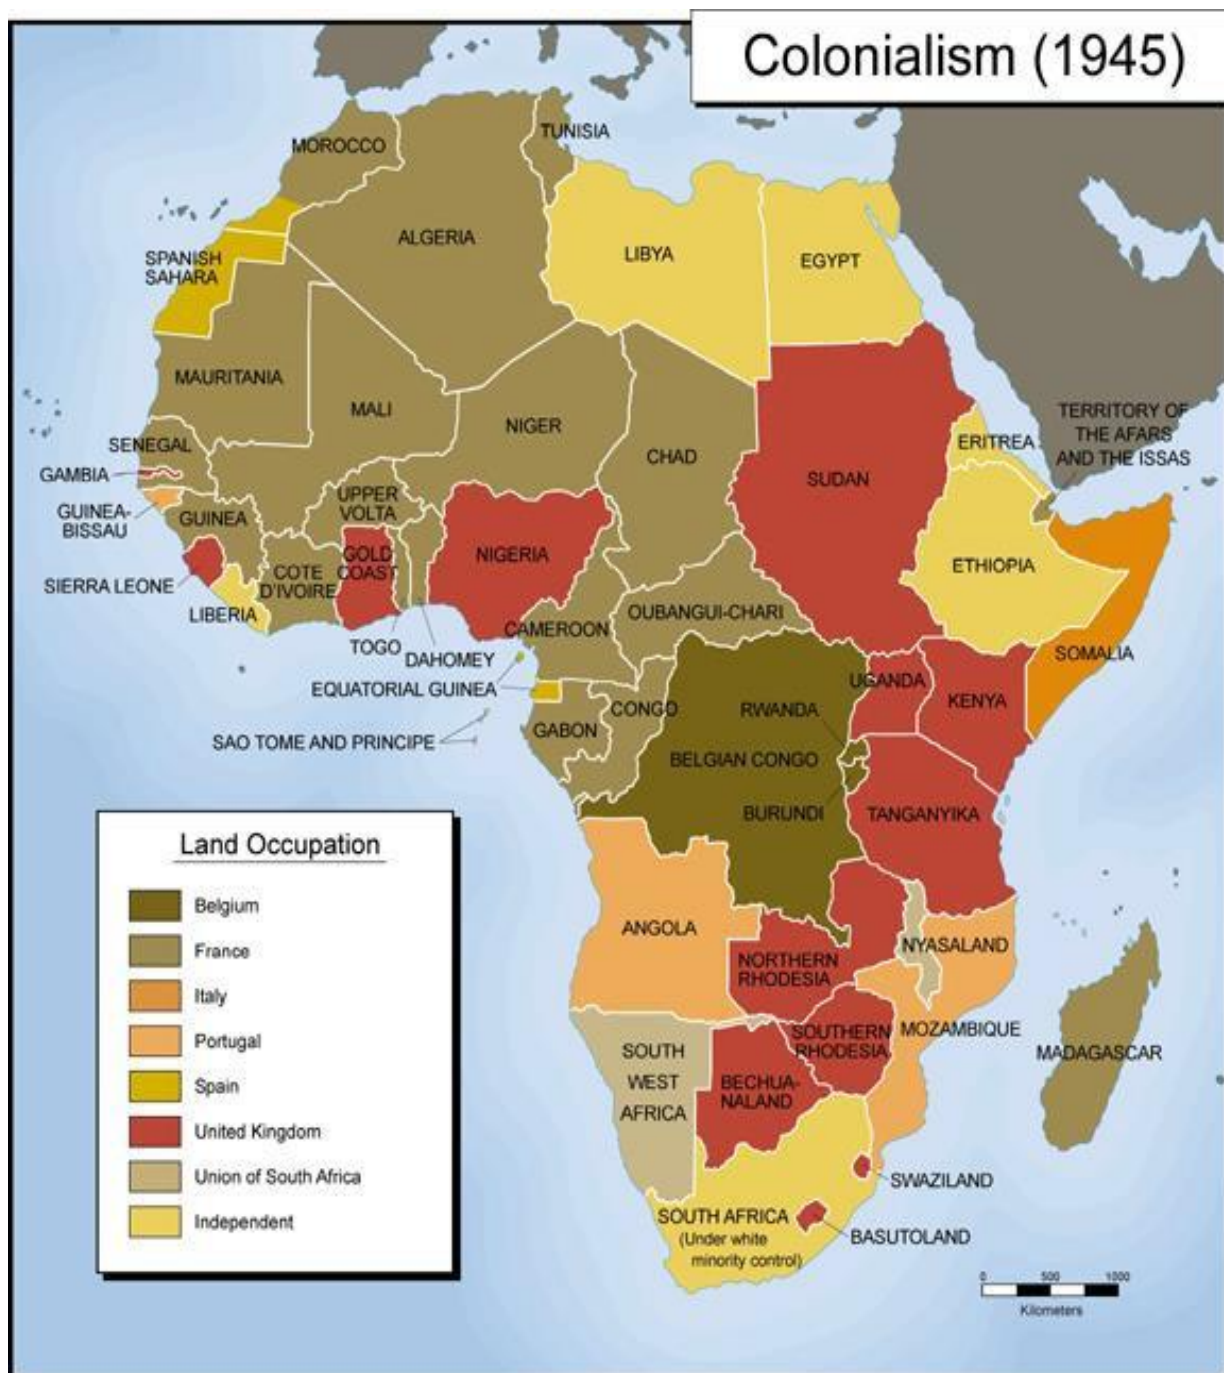 Colonialism (1945)
TUNISIA
MOROCCO
ALGERIA
LIBYA
EGYPT
SPANISH
SAHARA
MAURITANIA
MALI
NIGER
CHAD
SUDAN
ERITREA
TERRITORY OF
THE AFARS
AND THE ISSAS
SENEGAL
GAMBIA
GUINEA-
BISSAU
GUINEA
UPPER
VOLTA
NIGERIA
GOLD
COAST
COTE
D'IVOIRE
SIERRA LEONE
LIBERIA
ETHIOPIA
TOGO
DAHOMEY
CAMEROON
OUBANGUI-CHARI
SOMALIA
EQUATORIAL GUINEA
UGANDA
KENYA
CONGO
GABON
RWANDA
SAO TOME AND PRINCIPE
BELGIAN CONGO
BURUNDI
TANGANYIKA
ANGOLA
NYASALAND
NORTHERN
RHODESIA
SOUTHERN
RHODESIA
MOZAMBIQUE
MADAGASCAR
SOUTH
WEST
AFRICA
BECHUA-
NALAND
SWAZILAND
SOUTH AFRICA
(Under white
minority control)
BASUTOLAND
Land Occupation
Belgium
France
Italy
Portugal
Spain
United Kingdom
Union of South Africa
Independent
0 500 1000
Kilometers